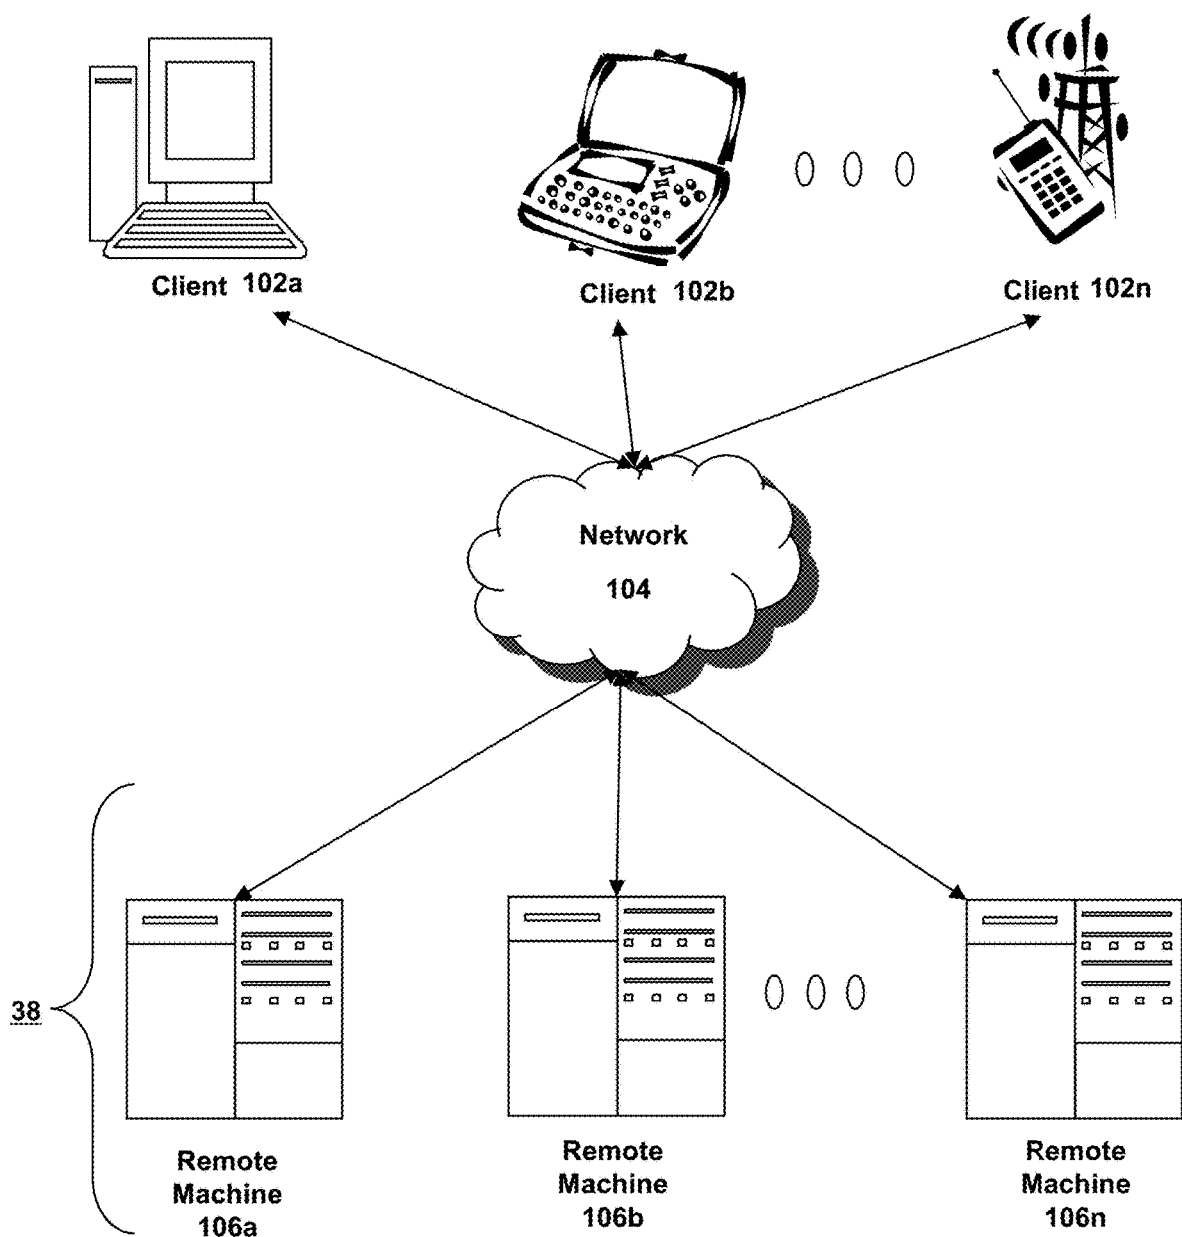 Client 102a
Client 102b
Client 102n
Network
104
38
Remote
Machine
106a
Remote
Machine
106b
Remote
Machine
106n